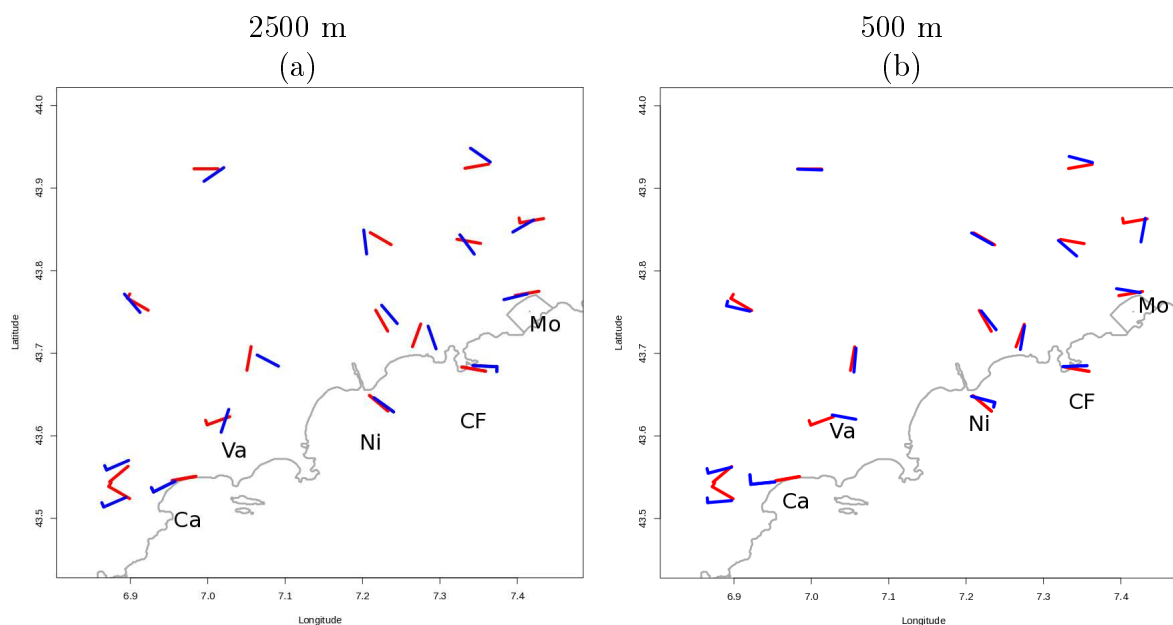 2500 m
(a)
44.0
43.9
43.8
43.7
43.6
43.5
Latitude
Mo
CF
Ni
Va
Ca
6.9 7.0 7.1 7.2 7.3 7.4
Longitude
500 m
(b)
44.0
43.9
43.8
43.7
43.6
43.5
Latitude
Mo
CF
Ni
Va
Ca
6.9 7.0 7.1 7.2 7.3 7.4
Longitude